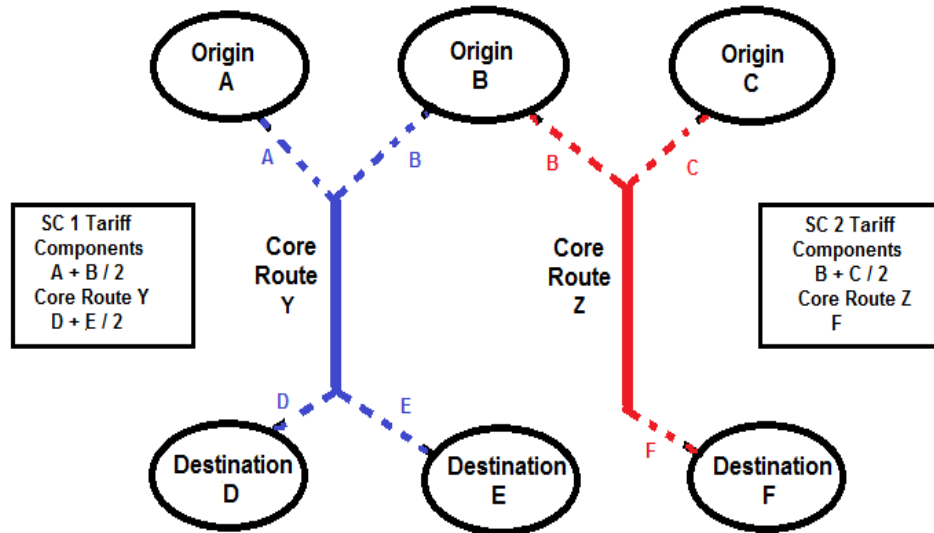 Origin
A
Origin
B
Origin
C
A
B
B
C
SC 1 Tariff
Components
A + B / 2
Core Route Y
D + E / 2
Core
Route
Y
Core
Route
Z
SC 2 Tariff
Components
B + C / 2
Core Route Z
F
D
E
F
Destination
D
Destination
E
Destination
F